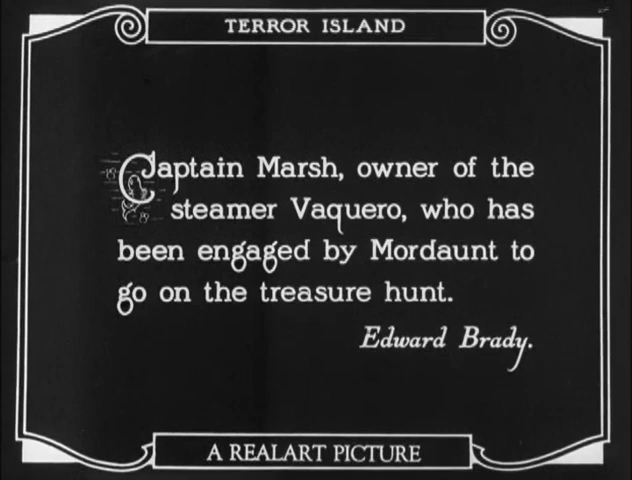 TERROR ISLAND
Captain Marsh, owner of the
steamer Vaquero, who has
been engaged by Mordaunt to
go on the treasure hunt.
Edward Brady.
A REALART PICTURE